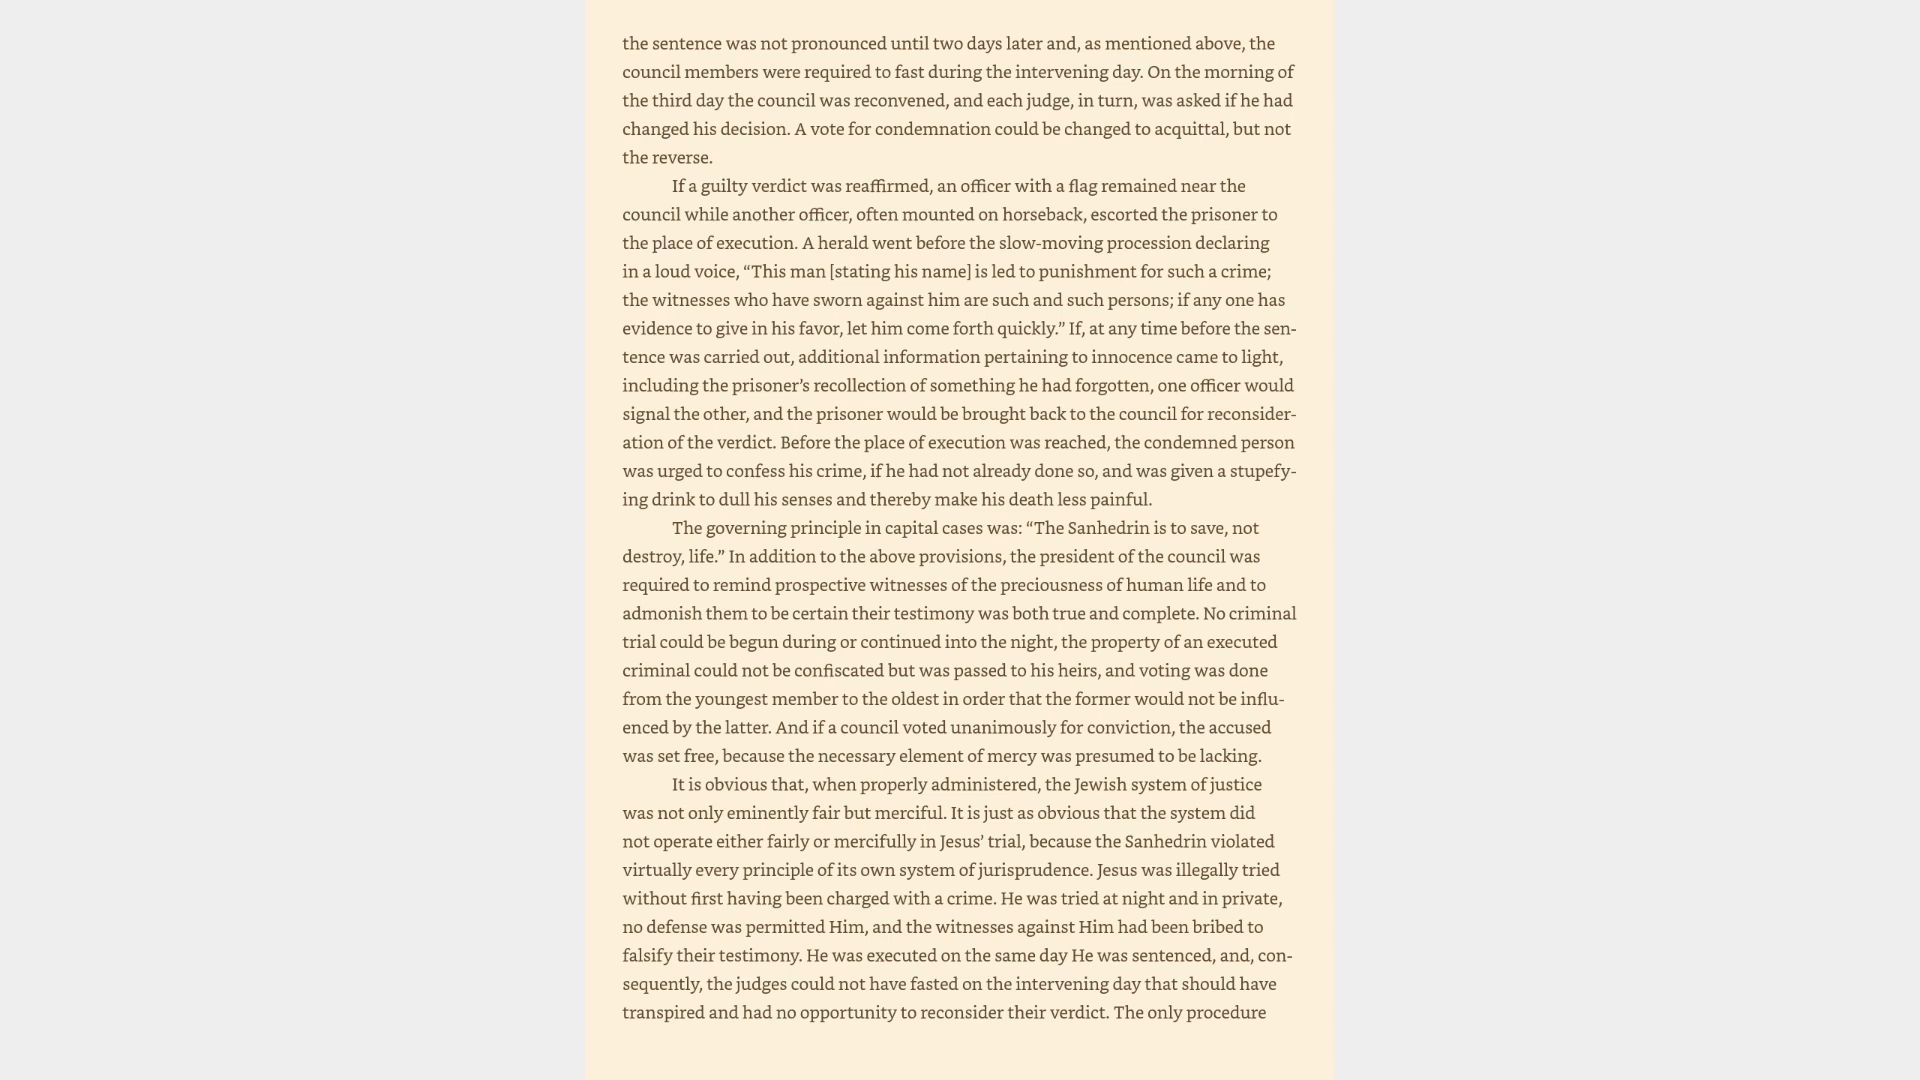 the sentence was not pronounced until two days later and, as mentioned above, the
council members were required to fast during the intervening day. On the morning of
the third day the council was reconvened, and each judge, in turn, was asked if he had
changed his decision. A vote for condemnation could be changed to acquittal, but not
the reverse.
If a guilty verdict was reaffirmed, an officer with a flag remained near the
council while another officer, often mounted on horseback, escorted the prisoner to
the place of execution. A herald went before the slow-moving procession declaring
in a loud voice, “This man [stating his name] is led to punishment for such a crime;
the witnesses who have sworn against him are such and such persons; if any one has
evidence to give in his favor, let him come forth quickly.” If, at any time before the sen-
tence was carried out, additional information pertaining to innocence came to light,
including the prisoner’s recollection of something he had forgotten, one officer would
signal the other, and the prisoner would be brought back to the council for reconsider-
ation of the verdict. Before the place of execution was reached, the condemned person
was urged to confess his crime, if he had not already done so, and was given a stupefy-
ing drink to dull his senses and thereby make his death less painful.
The governing principle in capital cases was: “The Sanhedrin is to save, not
destroy, life.” In addition to the above provisions, the president of the council was
required to remind prospective witnesses of the preciousness of human life and to
admonish them to be certain their testimony was both true and complete. No criminal
trial could be begun during or continued into the night, the property of an executed
criminal could not be confiscated but was passed to his heirs, and voting was done
from the youngest member to the oldest in order that the former would not be influ-
enced by the latter. And if a council voted unanimously for conviction, the accused
was set free, because the necessary element of mercy was presumed to be lacking.
It is obvious that, when properly administered, the Jewish system of justice
was not only eminently fair but merciful. It is just as obvious that the system did
not operate either fairly or mercifully in Jesus’ trial, because the Sanhedrin violated
virtually every principle of its own system of jurisprudence. Jesus was illegally tried
without first having been charged with a crime. He was tried at night and in private,
no defense was permitted Him, and the witnesses against Him had been bribed to
falsify their testimony. He was executed on the same day He was sentenced, and, con-
sequently, the judges could not have fasted on the intervening day that should have
transpired and had no opportunity to reconsider their verdict. The only procedure